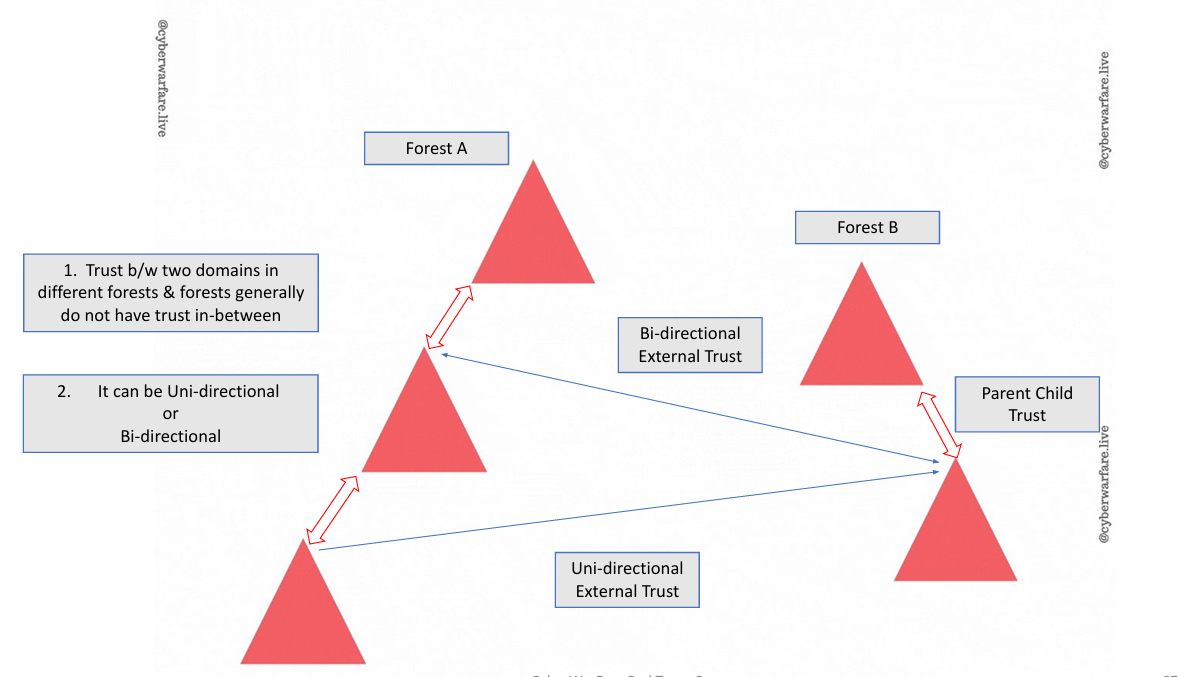 @cyberwarfare.live
@cyberwarfare.live
Forest A
Forest B
1. Trust b/w two domains in
different forests & forests generally
do not have trust in-between
Bi-directional
External Trust
2. It can be Uni-directional
or
Bi-directional
Parent Child
Trust
@cyberwarfare.live
Uni-directional
External Trust